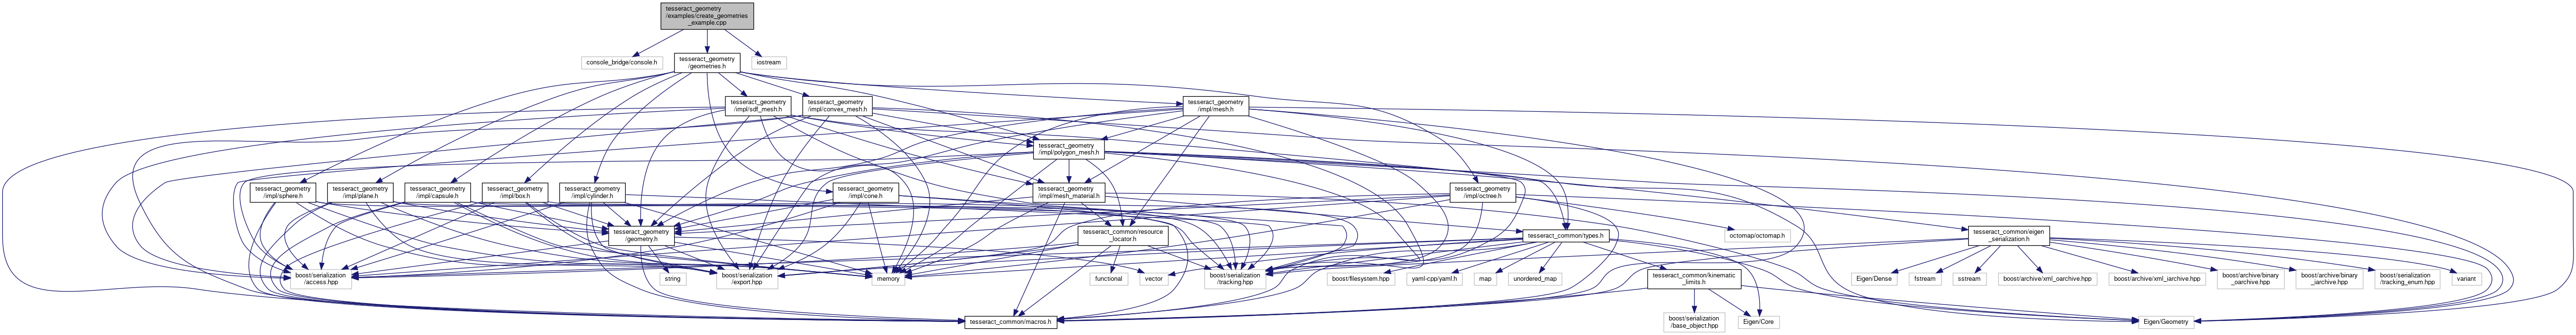 tesseract_geometry
/examples/create_geometries
_example.cpp
console_bridge/console.h
tesseract_geometry
/geometries.h
iostream
tesseract_geometry
/impl/sdf_mesh.h
tesseract_geometry
/impl/convex_mesh.h
tesseract_geometry
/impl/mesh.h
tesseract_geometry
/impl/polygon_mesh.h
tesseract_geometry
/impl/sphere.h
tesseract_geometry
/impl/plane.h
tesseract_geometry
/impl/capsule.h
tesseract_geometry
/impl/box.h
tesseract_geometry
/impl/cylinder.h
tesseract_geometry
/impl/cone.h
tesseract_geometry
/impl/mesh_material.h
tesseract_geometry
/impl/octree.h
tesseract_geometry
/geometry.h
tesseract_common/resource
_locator.h
tesseract_common/types.h
octomap/octomap.h
tesseract_common/eigen
_serialization.h
boost/serialization
/access.hpp
string
boost/serialization
/export.hpp
memory
functional
vector
boost/serialization
/tracking.hpp
boost/filesystem.hpp
yaml-cpp/yaml.h
map
unordered_map
tesseract_common/kinematic
_limits.h
Eigen/Dense
fstream
sstream
boost/archive/xml_oarchive.hpp
boost/archive/xml_iarchive.hpp
boost/archive/binary
_oarchive.hpp
boost/archive/binary
_iarchive.hpp
boost/serialization
/tracking_enum.hpp
variant
tesseract_common/macros.h
boost/serialization
/base_object.hpp
Eigen/Core
Eigen/Geometry